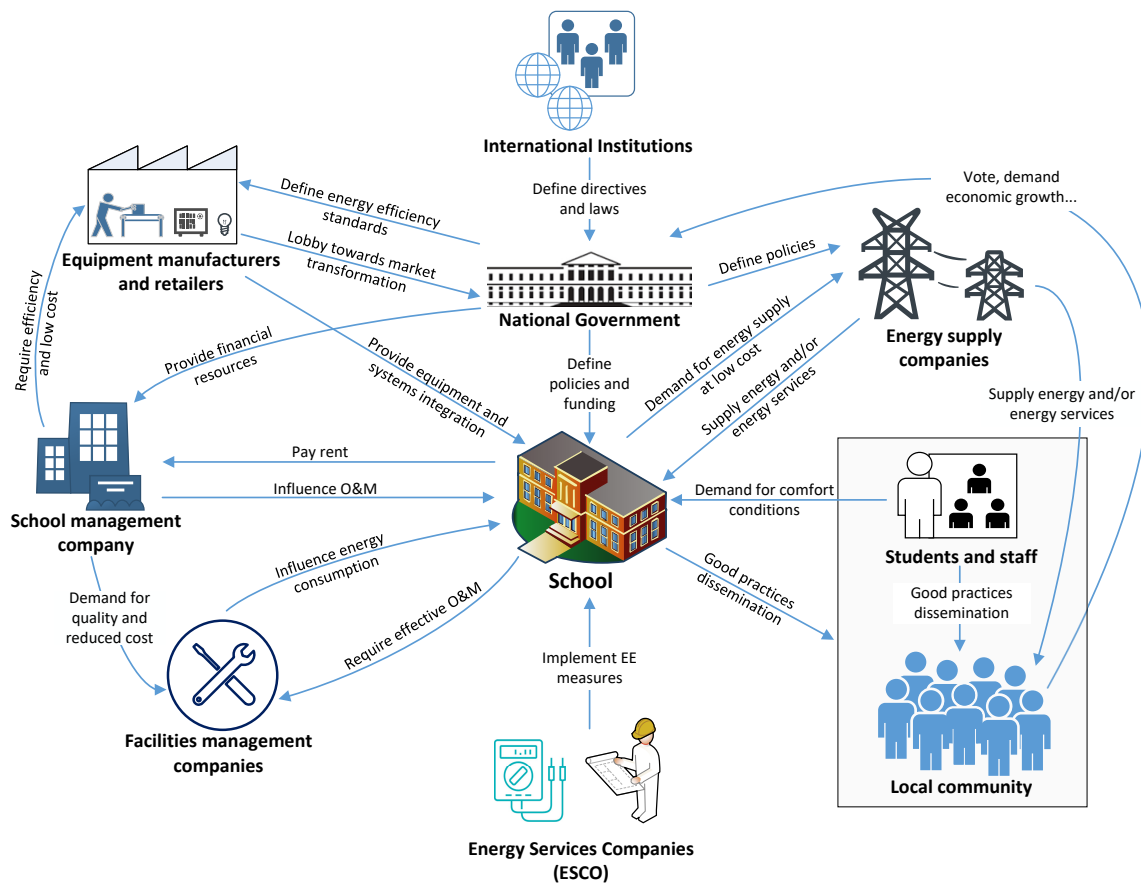 International Institutions
Define directives
and laws
Vote, demand
economic growth...
Define energy efficiency
standards
Lobby towards market
transformation
Equipment manufacturers
and retailers
Define policies
National Government
Energy supply
companies
Require efficiency
and low cost
Provide financial
resources
Provide equipment and
systems integration
Define
policies and
funding
Demand for energy supply
at low cost
Supply energy and/or
energy services
Supply energy and/or
energy services
Pay rent
Influence O&M
School management
company
Demand for comfort
conditions
Students and staff
School
Influence energy
consumption
Good practices
dissemination
Good practices
dissemination
Demand for
quality and
reduced cost
Require effective O&M
Implement EE
measures
1.11
Facilities management
companies
Local community
Energy Services Companies
(ESCO)